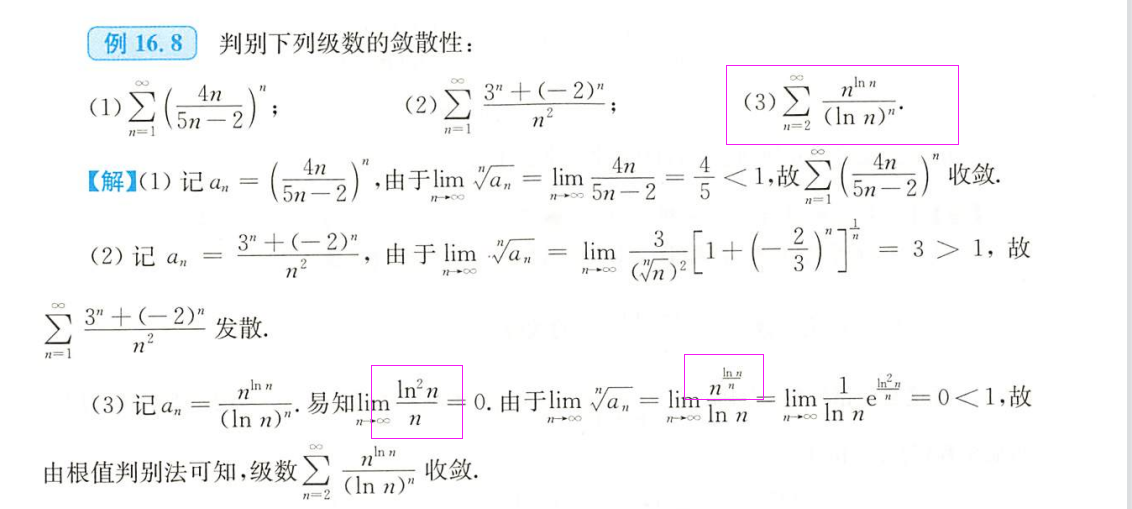 例 16.8 判别下列级数的敛散性:
(1) $\sum_{n=1}^{\infty}\left(\frac{4n}{5n-2}\right)^n$; (2) $\sum_{n=1}^{\infty}\frac{3^n+(-2)^n}{n^2}$; (3) $\sum_{n=2}^{\infty}\frac{n^{\ln n}}{(\ln n)^n}$.
【解】(1) 记 $a_n=\left(\frac{4n}{5n-2}\right)^n$,由于$\lim_{n\to\infty}\sqrt[n]{a_n}=\lim_{n\to\infty}\frac{4n}{5n-2}=\frac{4}{5}<1$,故$\sum_{n=1}^{\infty}\left(\frac{4n}{5n-2}\right)^n$ 收敛.
(2) 记 $a_n=\frac{3^n+(-2)^n}{n^2}$, 由于 $\lim_{n\to\infty}\sqrt[n]{a_n}=\lim_{n\to\infty}\frac{3}{(\sqrt[n]{n})^2}\left[1+\left(-\frac{2}{3}\right)^n\right]^{\frac{1}{n}}=3>1$, 故
$\sum_{n=1}^{\infty}\frac{3^n+(-2)^n}{n^2}$ 发散.
(3) 记 $a_n=\frac{n^{\ln n}}{(\ln n)^n}$. 易知$\lim_{n\to\infty}\frac{\ln^2 n}{n}=0$. 由于$\lim_{n\to\infty}\sqrt[n]{a_n}=\lim_{n\to\infty}\frac{n^{\frac{\ln n}{n}}}{\ln n}=\lim_{n\to\infty}\frac{1}{\ln n}e^{\frac{\ln^2 n}{n}}=0<1$,故
由根值判别法可知,级数$\sum_{n=2}^{\infty}\frac{n^{\ln n}}{(\ln n)^n}$ 收敛.